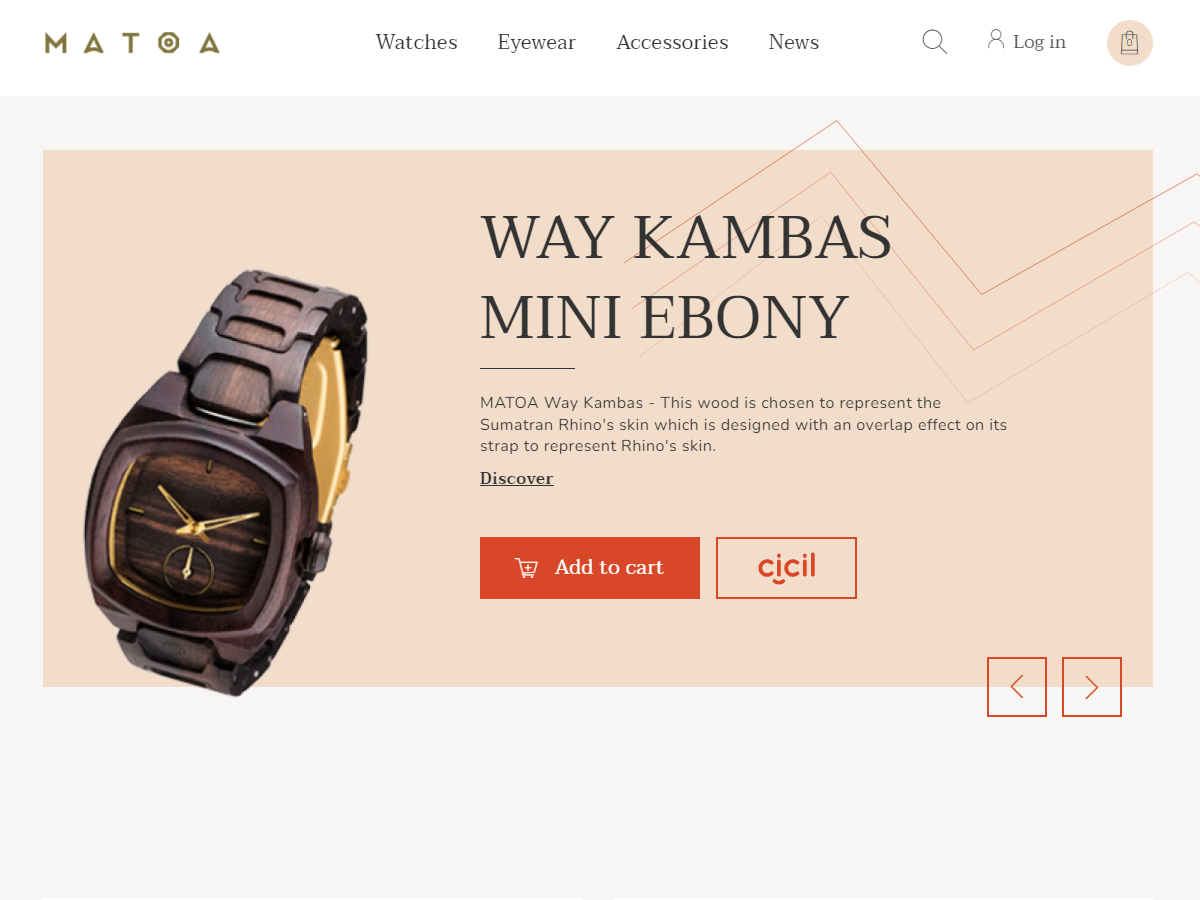 MATOA
Watches
Eyewear
Accessories
News
Log in
0
WAY KAMBAS
MINI EBONY
MATOA Way Kambas - This wood is chosen to represent the
Sumatran Rhino's skin which is designed with an overlap effect on its
strap to represent Rhino's skin.
Discover
Add to cart
cicil